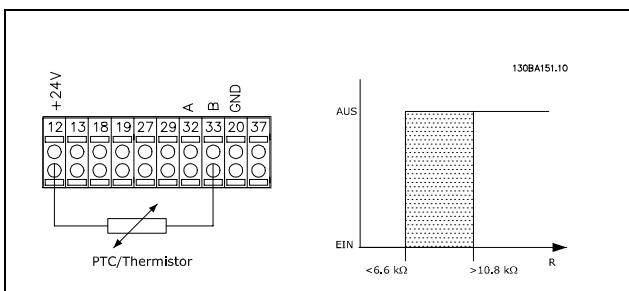 130BA151.10
+24V
A
B
GND
12 13 18 19 27 29 32 33 20 37
PTC/Thermistor
AUS
EIN
<6.6 kΩ
>10.8 kΩ
R